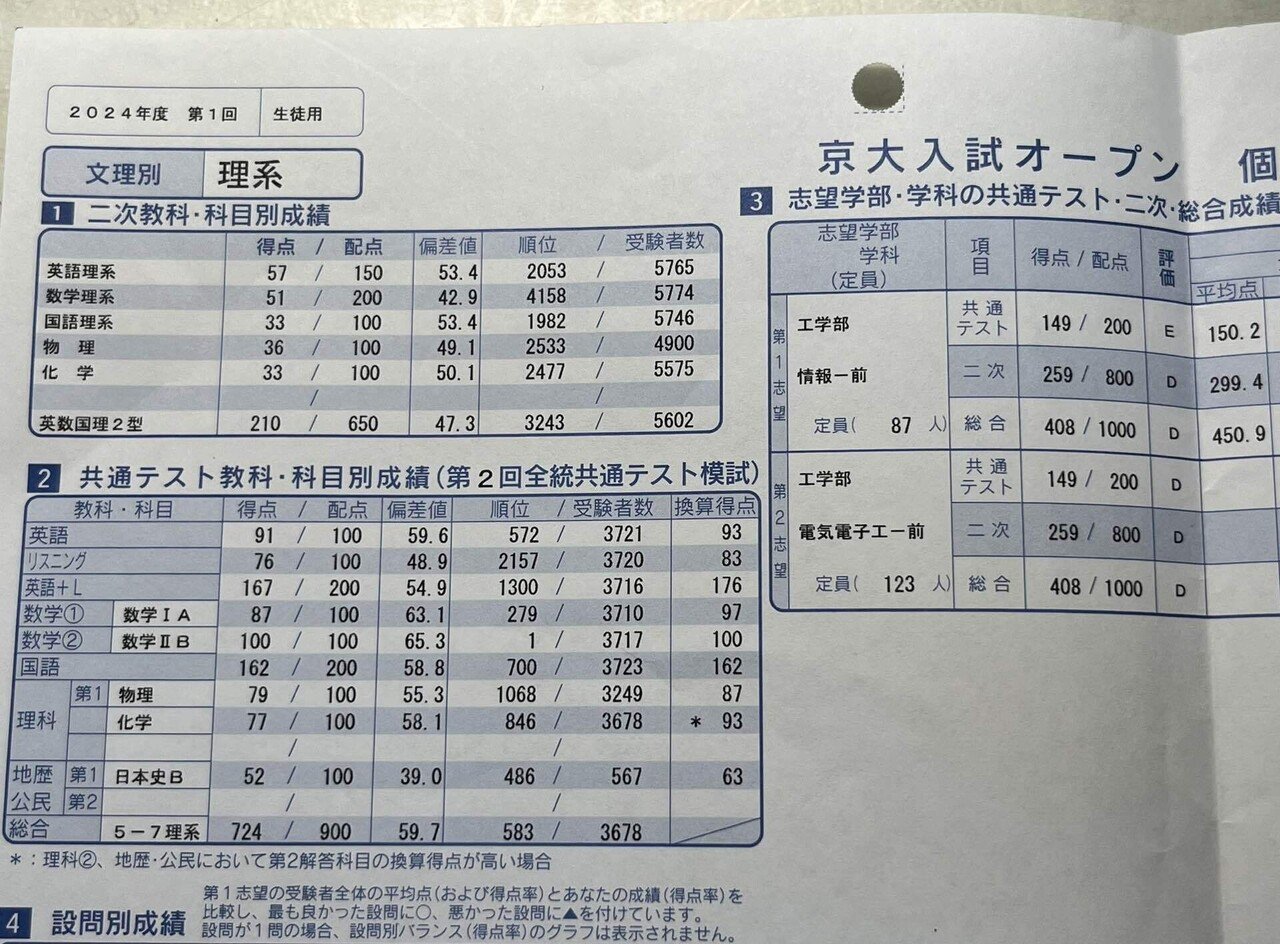 2024年度 第1回 生徒用
文理別 理系
京大入試オープン 個
1 二次教科・科目別成績
得点 / 配点 偏差値 順位 / 受験者数
英語理系 57 / 150 53.4 2053 / 5765
数学理系 51 / 200 42.9 4158 / 5774
国語理系 33 / 100 53.4 1982 / 5746
物理 36 / 100 49.1 2533 / 4900
化学 33 / 100 50.1 2477 / 5575
/ /
英数国理2型 210 / 650 47.3 3243 / 5602
2 共通テスト教科・科目別成績(第2回全統共通テスト模試)
教科・科目 得点 / 配点 偏差値 順位 / 受験者数 換算得点
英語 91 / 100 59.6 572 / 3721 93
リスニング 76 / 100 48.9 2157 / 3720 83
英語+L 167 / 200 54.9 1300 / 3716 176
数学① 数学ⅠA 87 / 100 63.1 279 / 3710 97
数学② 数学ⅡB 100 / 100 65.3 1 / 3717 100
国語 162 / 200 58.8 700 / 3723 162
理科 第1 物理 79 / 100 55.3 1068 / 3249 87
化学 77 / 100 58.1 846 / 3678 * 93
/ /
地歴 第1 日本史B 52 / 100 39.0 486 / 567 63
公民 第2 / /
総合 5-7理系 724 / 900 59.7 583 / 3678
*:理科②、地歴・公民において第2解答科目の換算得点が高い場合
3 志望学部・学科の共通テスト・二次・総合成績
志望学部 学科 (定員) 項目 得点 / 配点 評価 平均点
第1志望 工学部 共通テスト 149 / 200 E 150.2
情報-前 二次 259 / 800 D 299.4
定員( 87 人) 総合 408 / 1000 D 450.9
第2志望 工学部 共通テスト 149 / 200 D
電気電子工-前 二次 259 / 800 D
定員( 123 人) 総合 408 / 1000 D
4 設問別成績
第1志望の受験者全体の平均点(および得点率)とあなたの成績(得点率)を
比較し、最も良かった設問に○、悪かった設問に▲を付けています。
設問が1問の場合、設問別バランス(得点率)のグラフは表示されません。